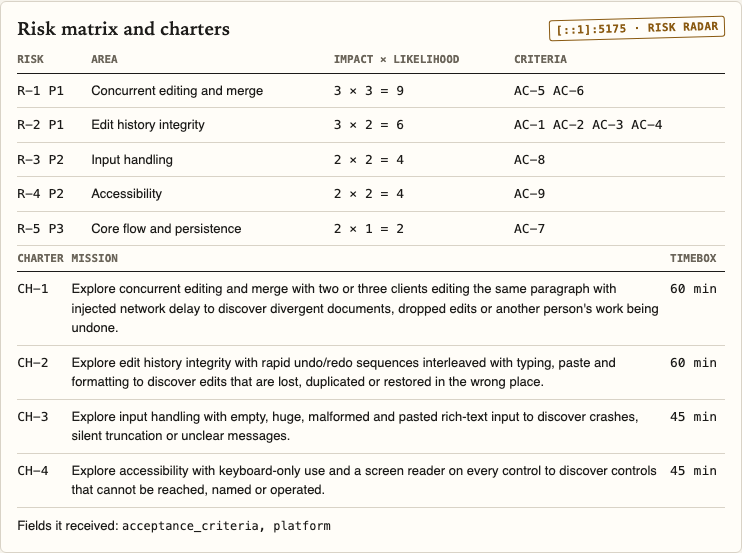 Risk matrix and charters
[::1]:5175 · RISK RADAR
RISK AREA IMPACT × LIKELIHOOD CRITERIA
R–1 P1 Concurrent editing and merge 3 × 3 = 9 AC–5 AC–6
R–2 P1 Edit history integrity 3 × 2 = 6 AC–1 AC–2 AC–3 AC–4
R–3 P2 Input handling 2 × 2 = 4 AC–8
R–4 P2 Accessibility 2 × 2 = 4 AC–9
R–5 P3 Core flow and persistence 2 × 1 = 2 AC–7
CHARTER MISSION TIMEBOX
CH–1 Explore concurrent editing and merge with two or three clients editing the same paragraph with 60 min
injected network delay to discover divergent documents, dropped edits or another person's work being
undone.
CH–2 Explore edit history integrity with rapid undo/redo sequences interleaved with typing, paste and 60 min
formatting to discover edits that are lost, duplicated or restored in the wrong place.
CH–3 Explore input handling with empty, huge, malformed and pasted rich-text input to discover crashes, 45 min
silent truncation or unclear messages.
CH–4 Explore accessibility with keyboard-only use and a screen reader on every control to discover controls 45 min
that cannot be reached, named or operated.
Fields it received: acceptance_criteria, platform